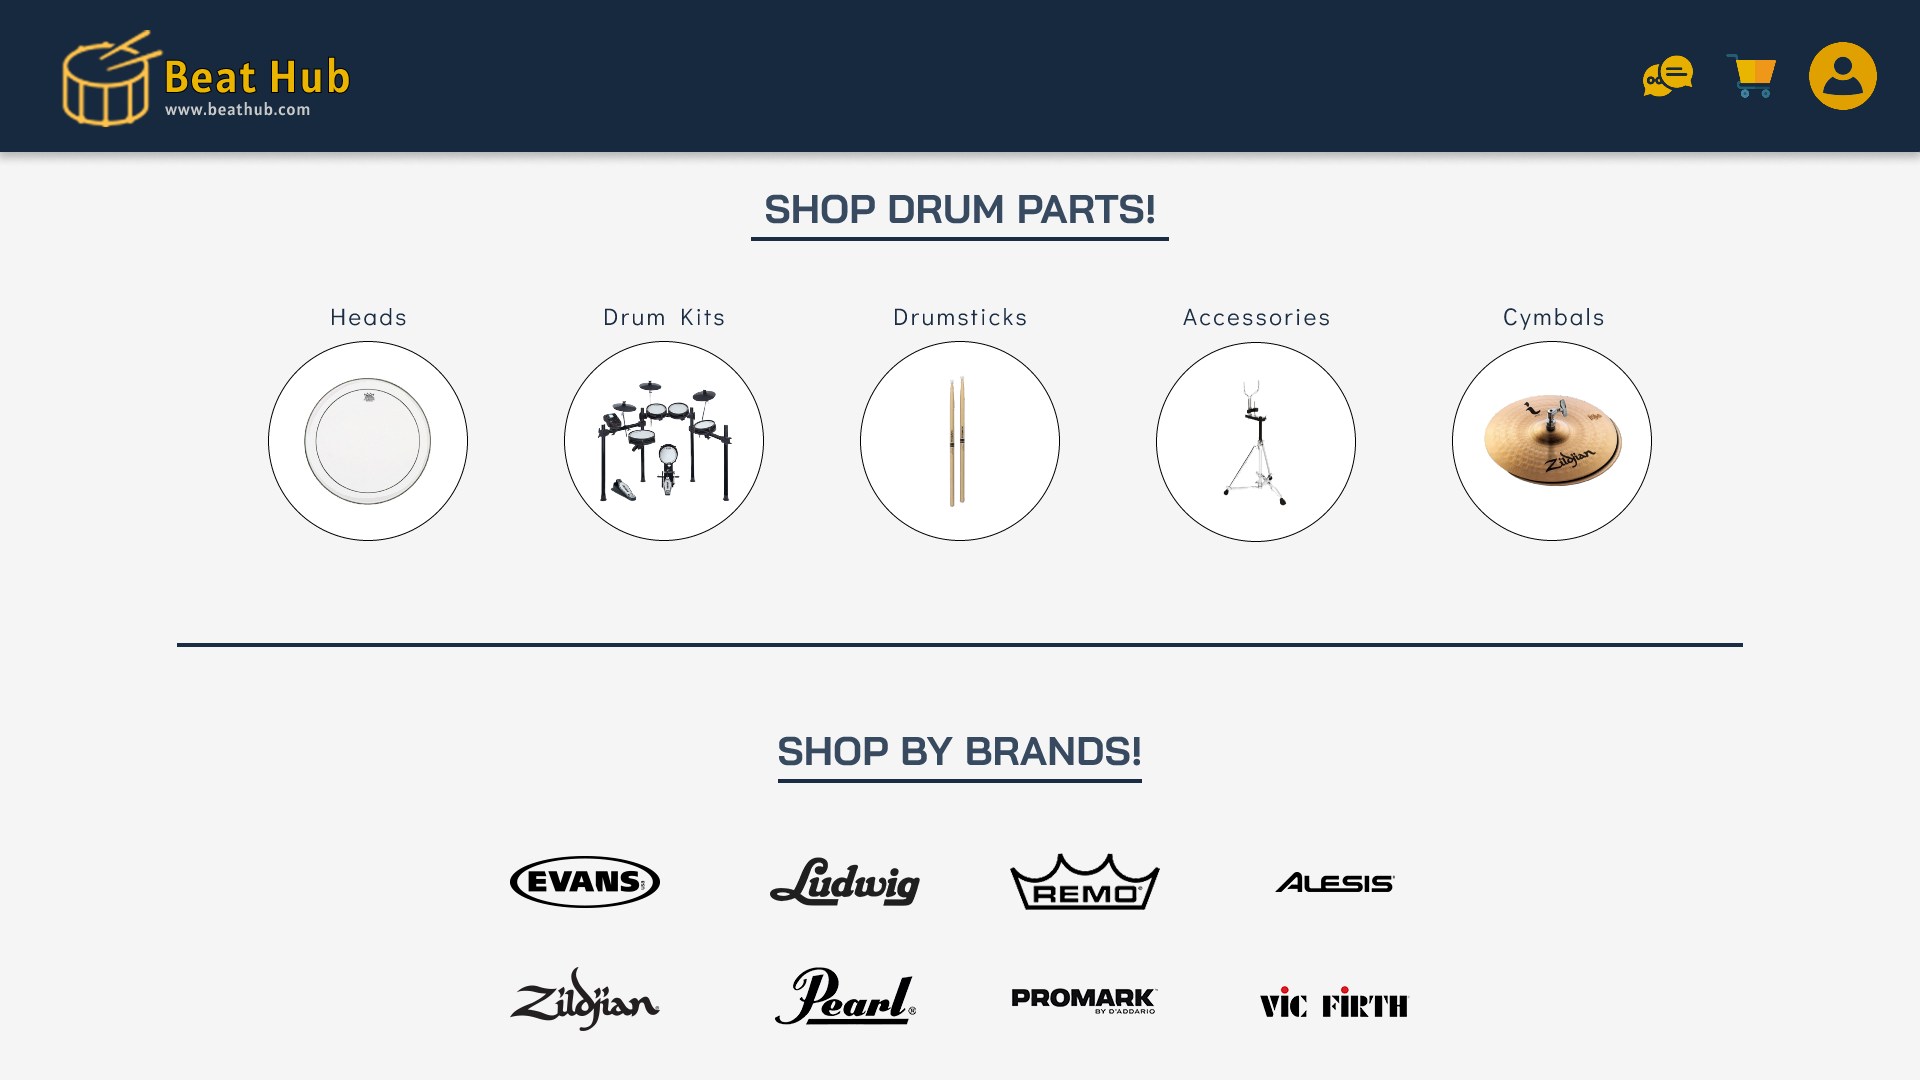 Beat Hub
www.beathub.com
SHOP DRUM PARTS!
Heads
Drum Kits
Drumsticks
Accessories
Cymbals
Zildjian
SHOP BY BRANDS!
EVANS
Ludwig
REMO®
ALESIS
Zildjian
Pearl®
PROMARK
BY D'ADDARIO
VIC FIRTH